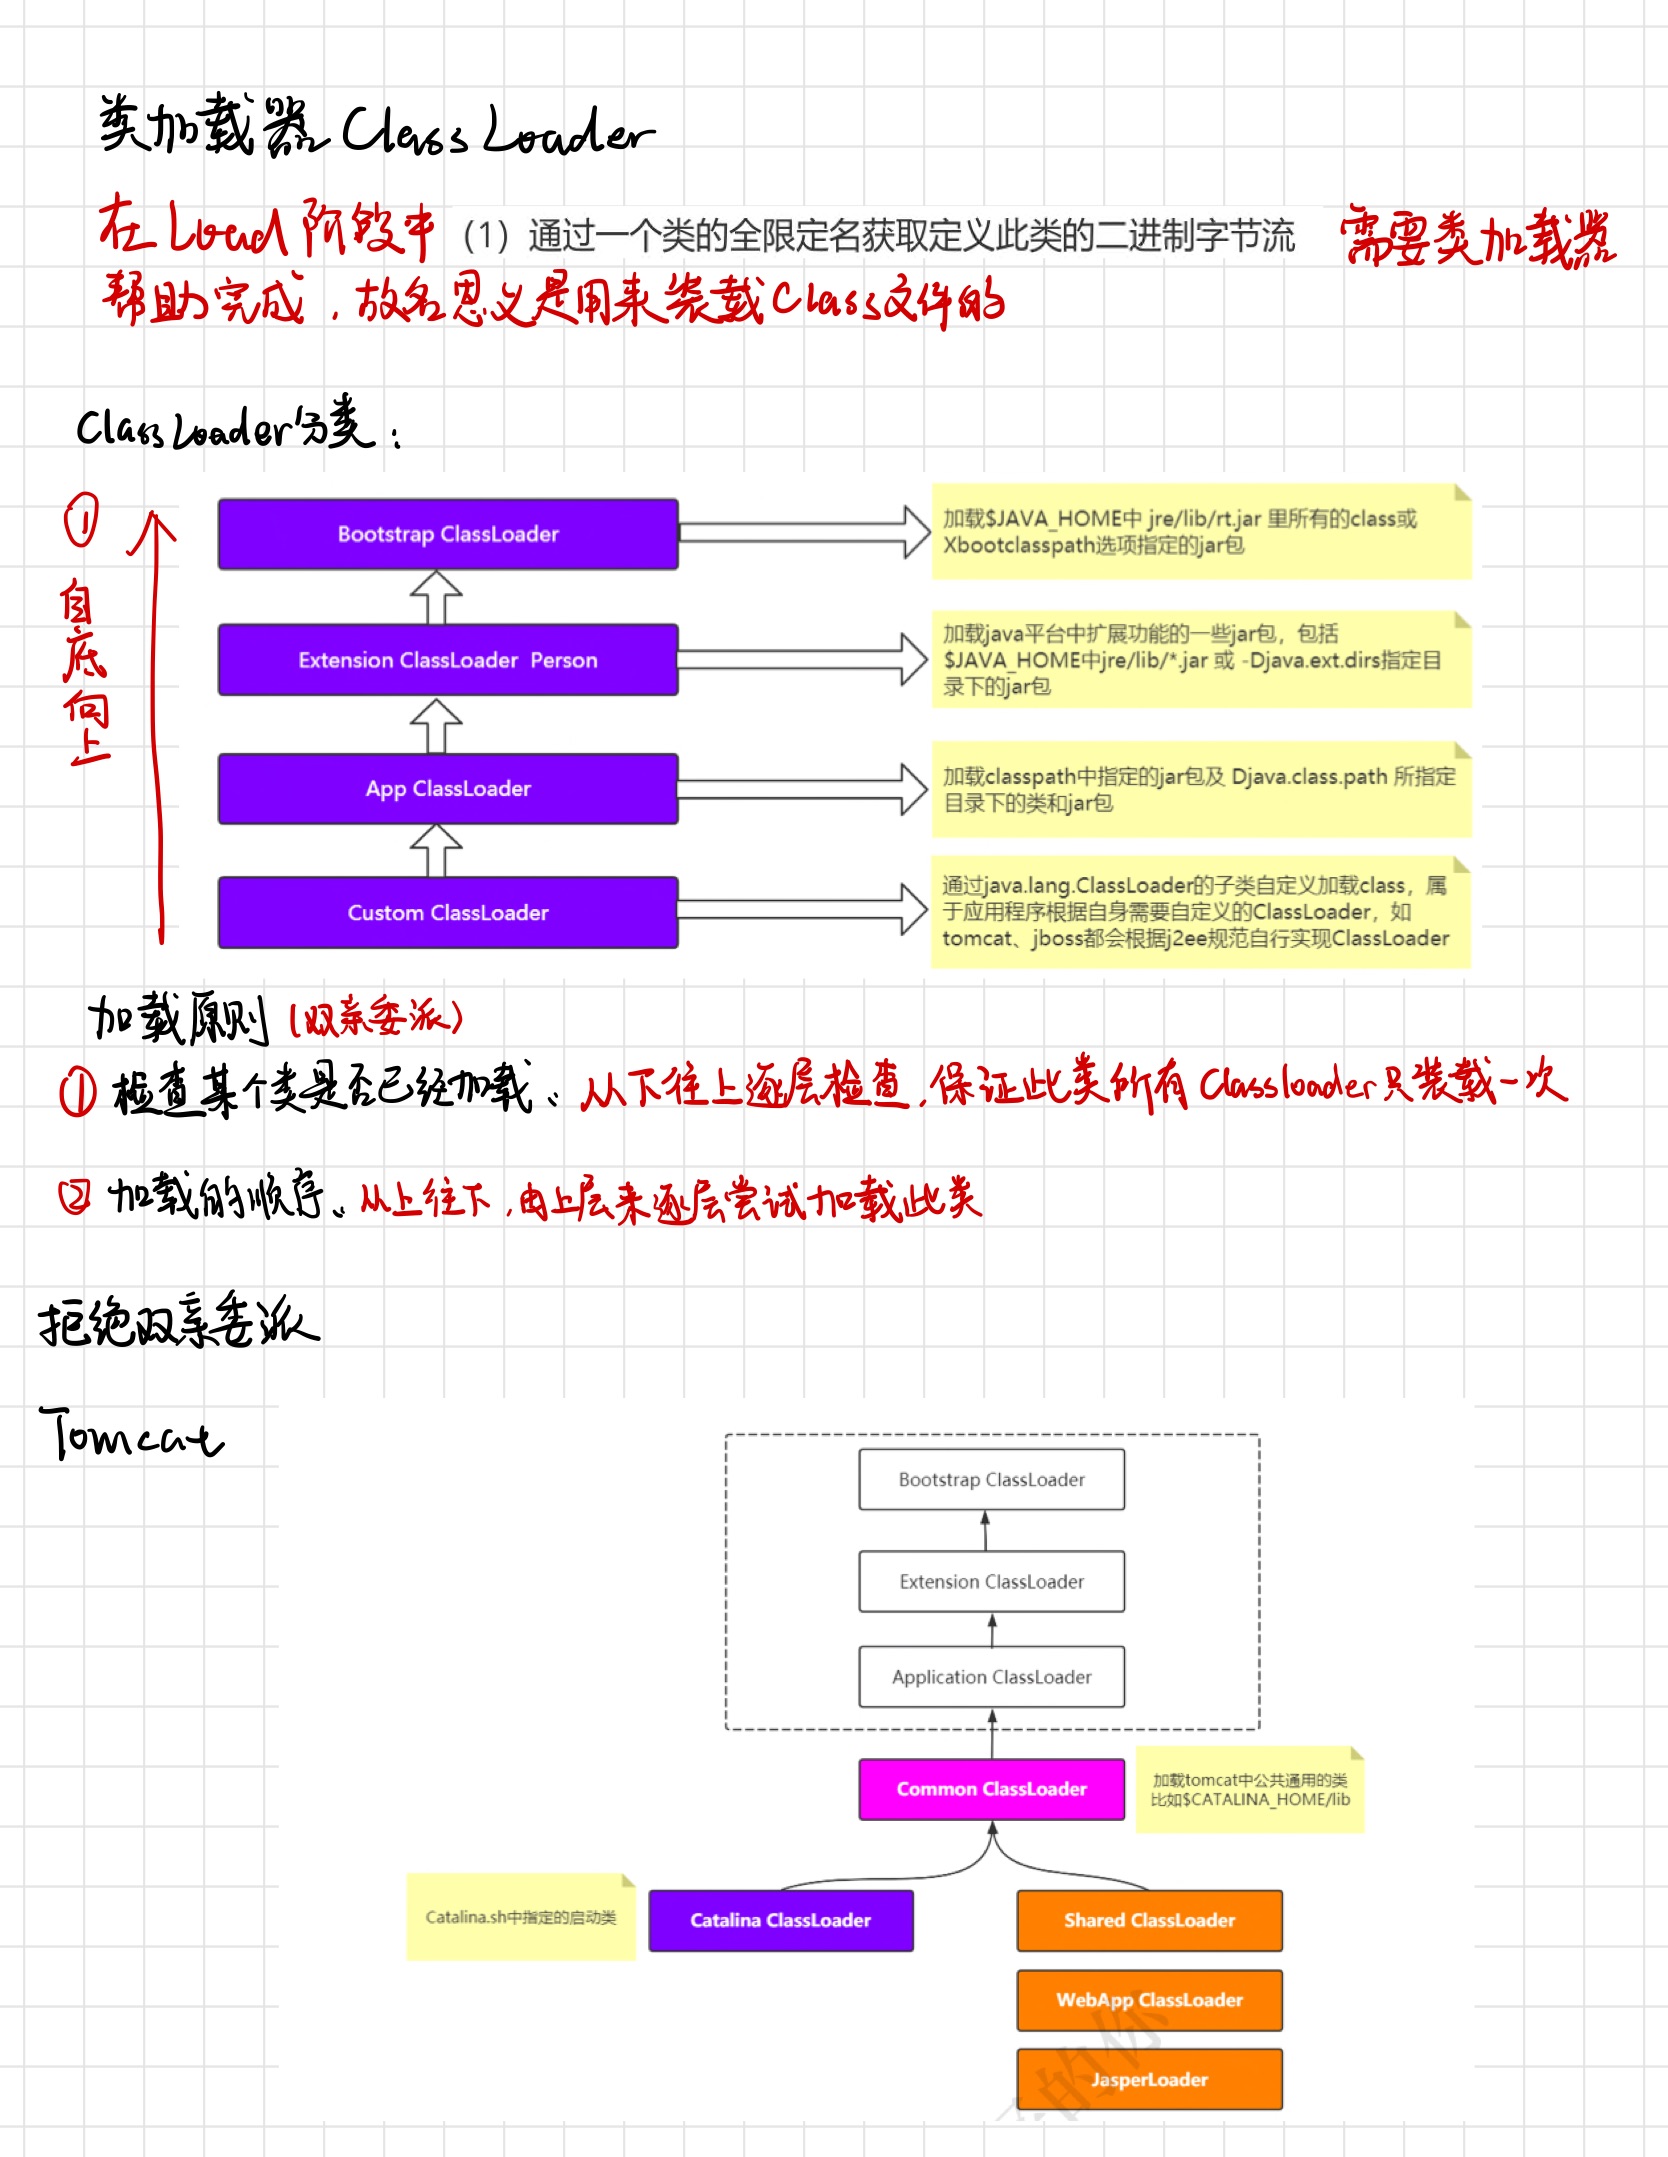 类加载器 ClassLoader
在Load阶段中 （1）通过一个类的全限定名获取定义此类的二进制字节流 需要类加载器
帮助完成，故名思义是用来装载Class文件的
ClassLoader分类：
① 自底向上
Bootstrap ClassLoader
加载$JAVA_HOME中 jre/lib/rt.jar 里所有的class或
Xbootclasspath选项指定的jar包
Extension ClassLoader Person
加载java平台中扩展功能的一些jar包，包括
$JAVA_HOME中jre/lib/*.jar 或 -Djava.ext.dirs指定目
录下的jar包
App ClassLoader
加载classpath中指定的jar包及 Djava.class.path 所指定
目录下的类和jar包
Custom ClassLoader
通过java.lang.ClassLoader的子类自定义加载class，属
于应用程序根据自身需要自定义的ClassLoader，如
tomcat、jboss都会根据j2ee规范自行实现ClassLoader
加载原则（双亲委派）
① 检查某个类是否已经加载、从下往上逐层检查，保证此类所有Classloader只装载一次
② 加载的顺序、从上往下，由上层来逐层尝试加载此类
拒绝双亲委派
Tomcat
Bootstrap ClassLoader
Extension ClassLoader
Application ClassLoader
Common ClassLoader
加载tomcat中公共通用的类
比如$CATALINA_HOME/lib
Catalina.sh中指定的启动类
Catalina ClassLoader
Shared ClassLoader
WebApp ClassLoader
JasperLoader
的你